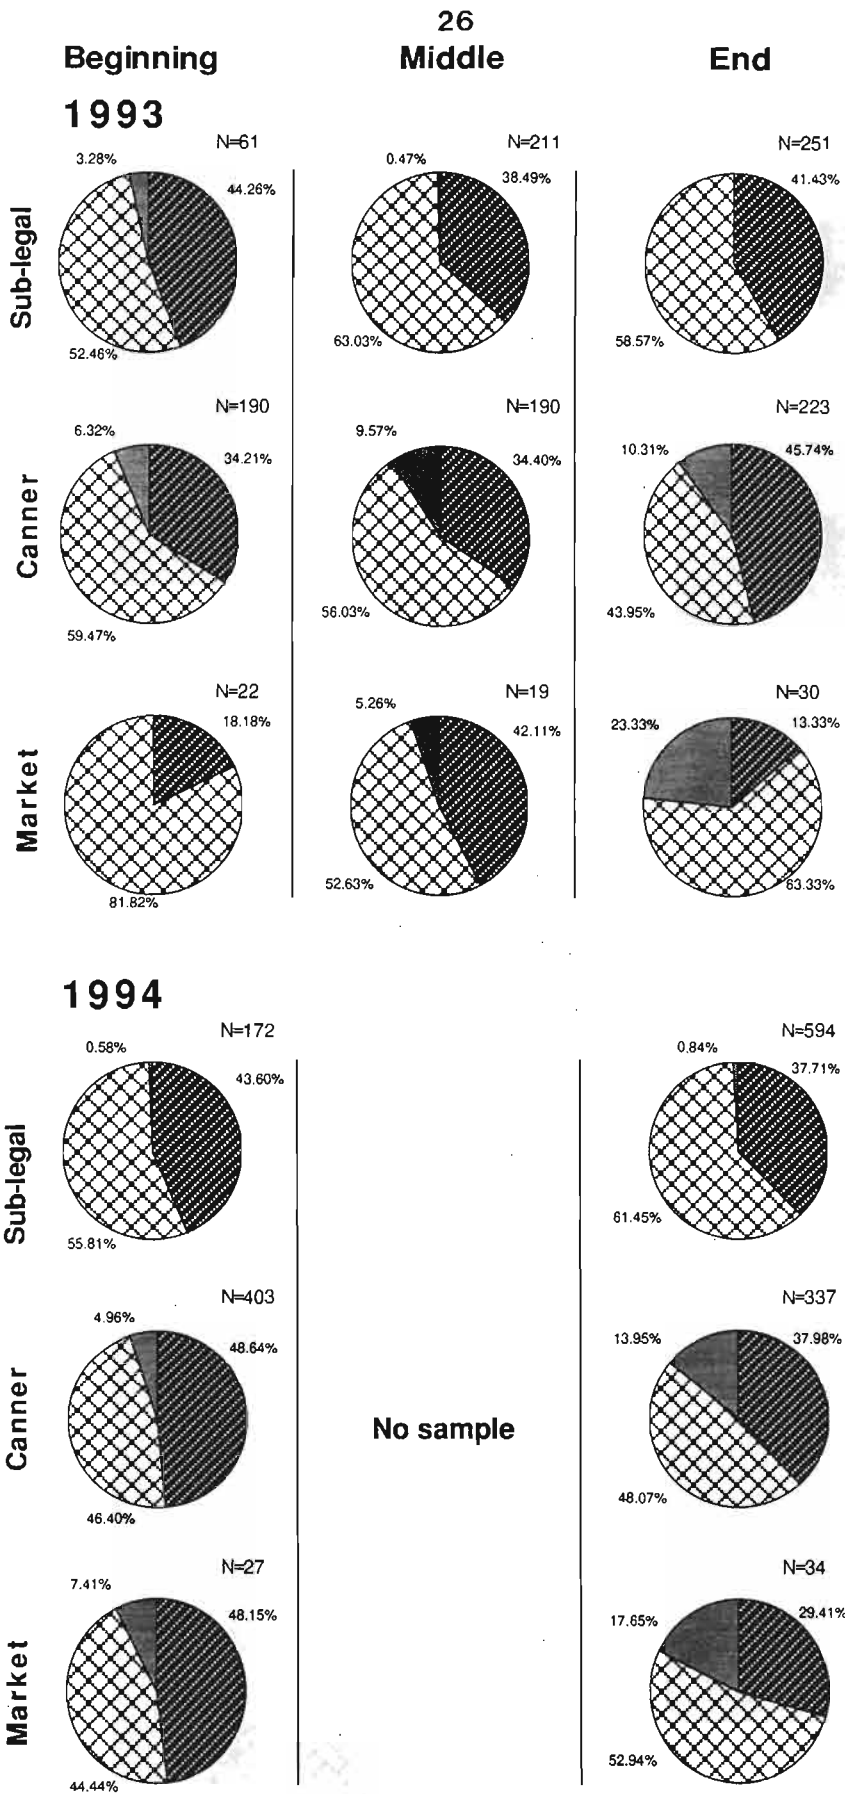 26
Beginning Middle End
1993
Sub-legal
N=61
3.28%
44.26%
52.46%
N=211
0.47%
38.49%
63.03%
N=251
41.43%
58.57%
Canner
N=190
6.32%
34.21%
59.47%
N=190
9.57%
34.40%
56.03%
N=223
10.31%
45.74%
43.95%
Market
N=22
18.18%
81.82%
N=19
5.26%
42.11%
52.63%
N=30
23.33%
13.33%
63.33%
1994
Sub-legal
N=172
0.58%
43.60%
55.81%
N=594
0.84%
37.71%
61.45%
Canner
N=403
4.96%
48.64%
46.40%
No sample
N=337
13.95%
37.98%
48.07%
Market
N=27
7.41%
48.15%
44.44%
N=34
17.65%
29.41%
52.94%